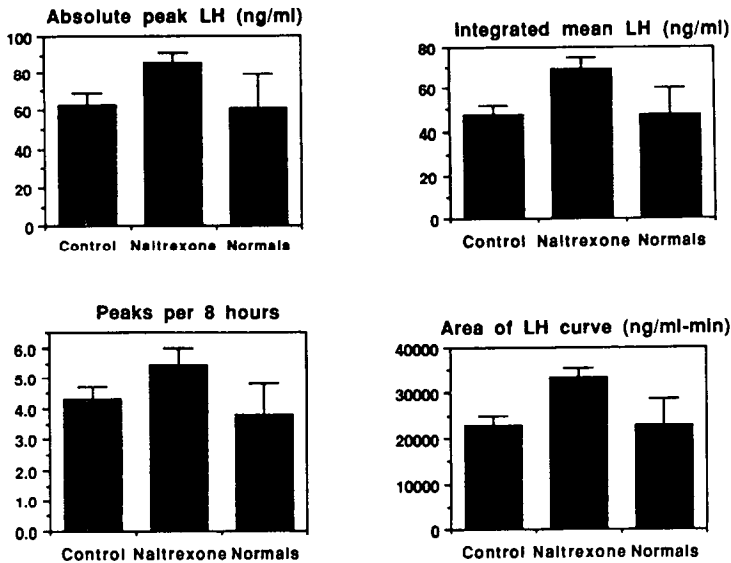 Absolute peak LH (ng/ml)
100
80
60
40
20
0
Control Naltrexone Normals
Integrated mean LH (ng/ml)
80
60
40
20
0
Control Naltrexone Normals
Peaks per 8 hours
6.0
5.0
4.0
3.0
2.0
1.0
0.0
Control Naltrexone Normals
Area of LH curve (ng/ml-min)
40000
30000
20000
10000
0
Control Naltrexone Normals